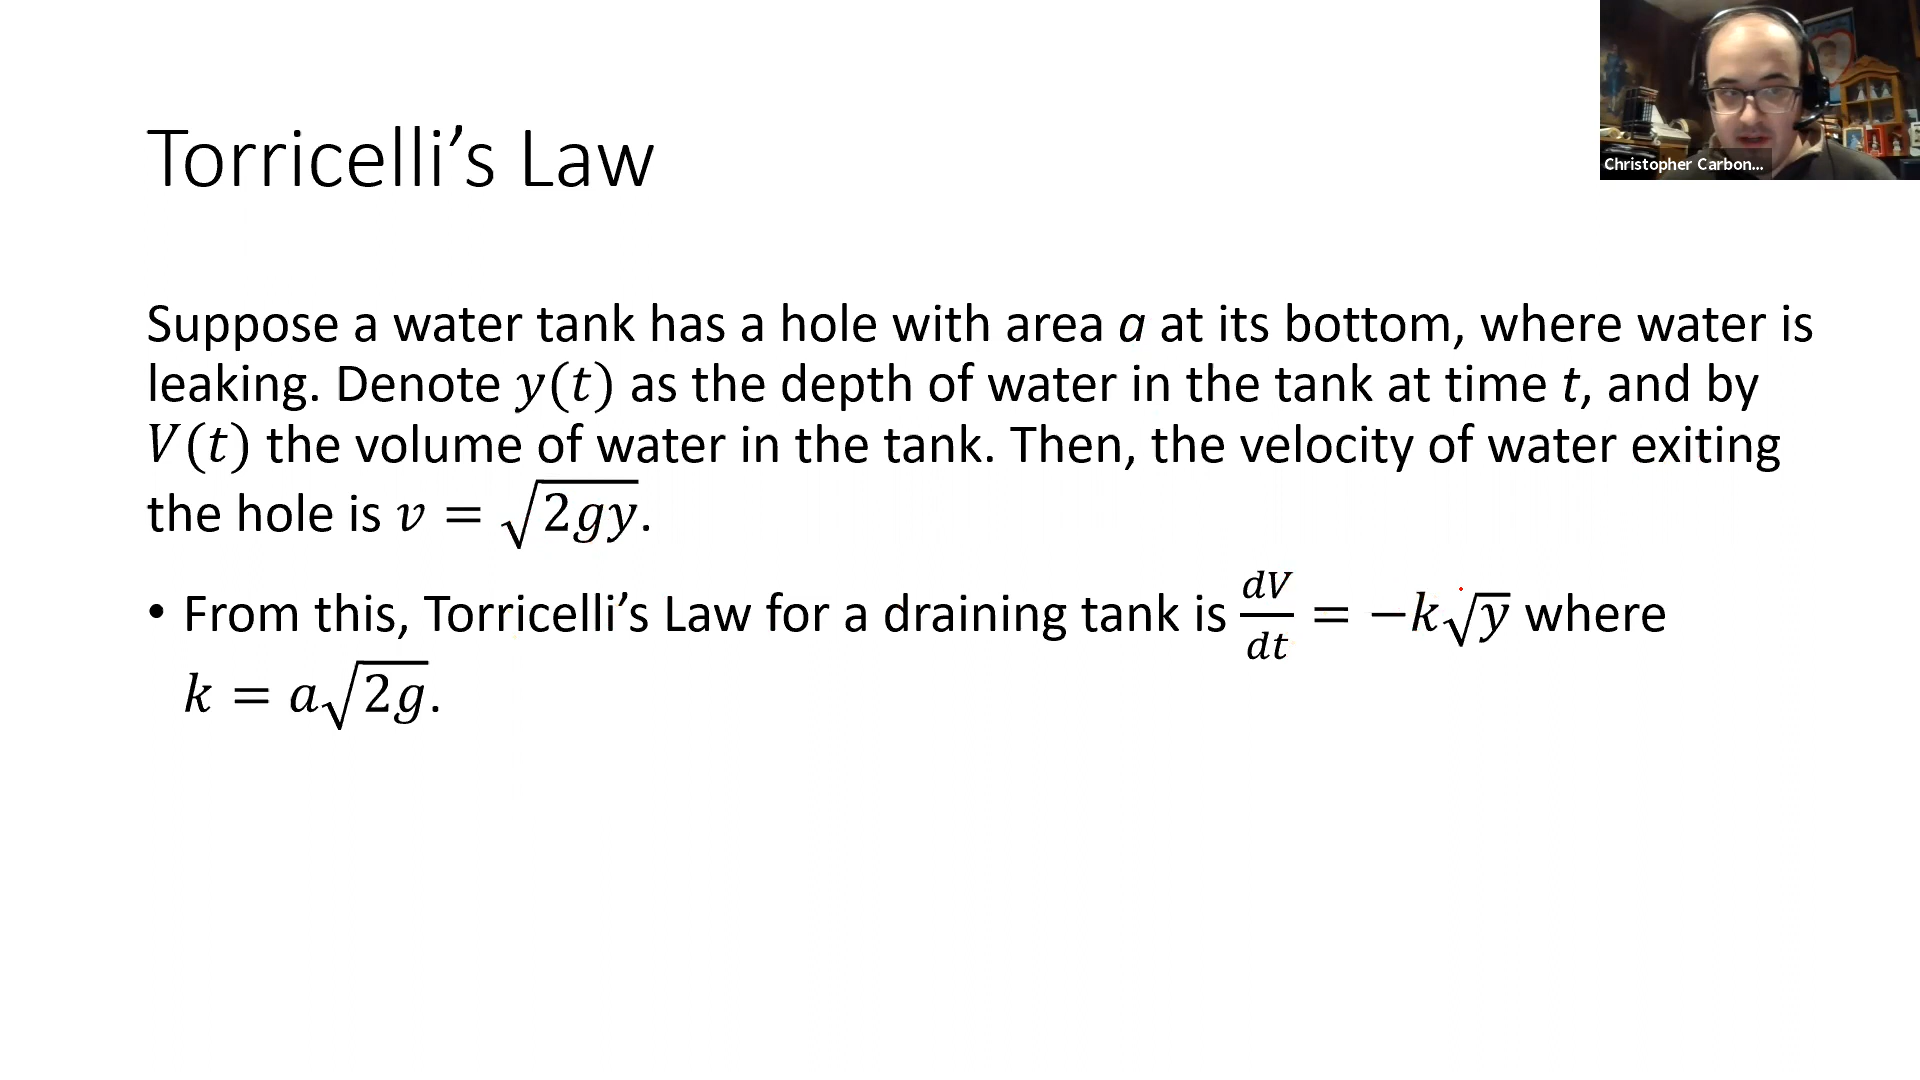 Christopher Carbon...
Torricelli’s Law
Suppose a water tank has a hole with area a at its bottom, where water is
leaking. Denote y(t) as the depth of water in the tank at time t, and by
V(t) the volume of water in the tank. Then, the velocity of water exiting
the hole is v = √2gy.
• From this, Torricelli’s Law for a draining tank is dV/dt = −k√y where
k = a√2g.